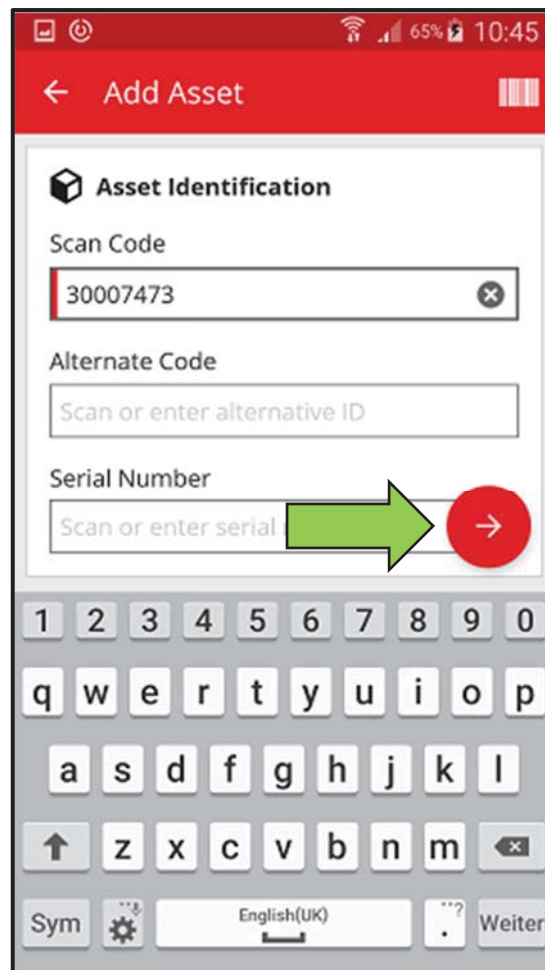 65% 10:45
Add Asset
Asset Identification
Scan Code
30007473
Alternate Code
Scan or enter alternative ID
Serial Number
Scan or enter serial
1 2 3 4 5 6 7 8 9 0
q w e r t y u i o p
a s d f g h j k l
z x c v b n m
Sym English(UK) ...? . Weiter